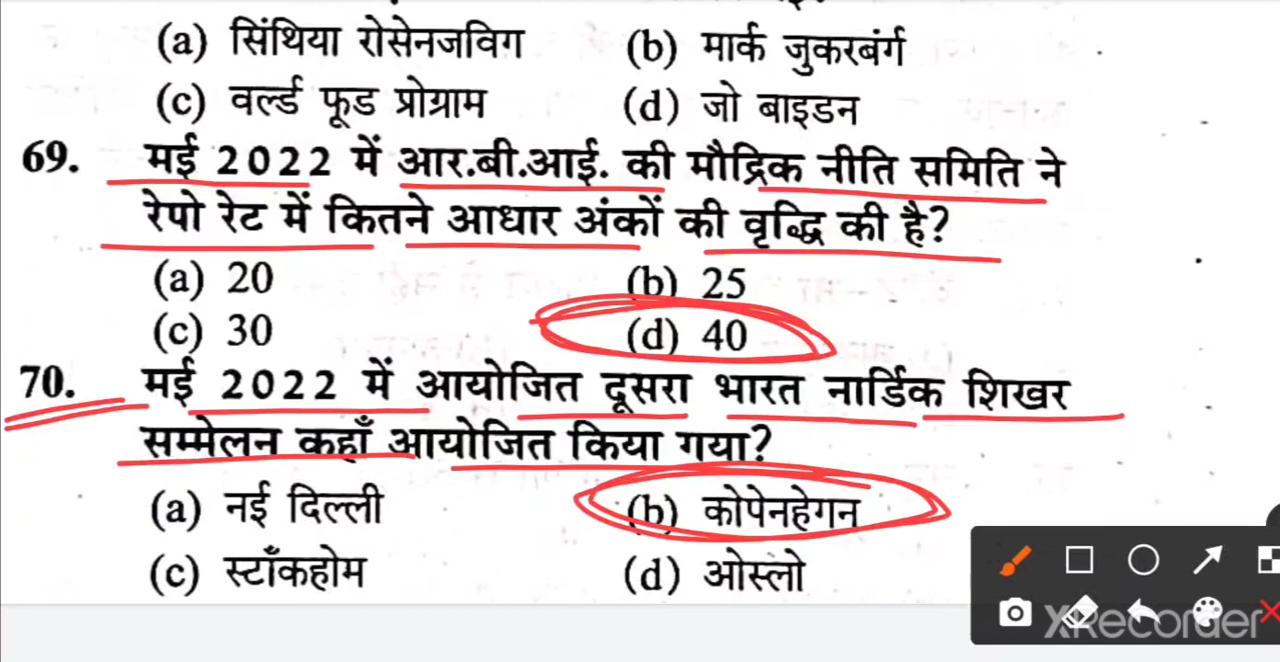 (a) सिंथिया रोसेनजविग (b) मार्क जुकरबंर्ग
(c) वर्ल्ड फूड प्रोग्राम (d) जो बाइडन
69. मई 2022 में आर.बी.आई. की मौद्रिक नीति समिति ने
रेपो रेट में कितने आधार अंकों की वृद्धि की है?
(a) 20 (b) 25
(c) 30 (d) 40
70. मई 2022 में आयोजित दूसरा भारत नार्डिक शिखर
सम्मेलन कहाँ आयोजित किया गया?
(a) नई दिल्ली (b) कोपेनहेगन
(c) स्टाँकहोम (d) ओस्लो
XRecorder